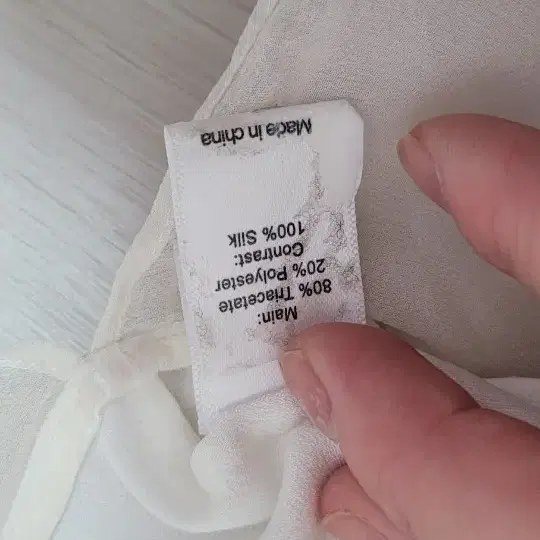 Main:
80% Triacetate
20% Polyester
Contrast:
100% Silk
Made in china